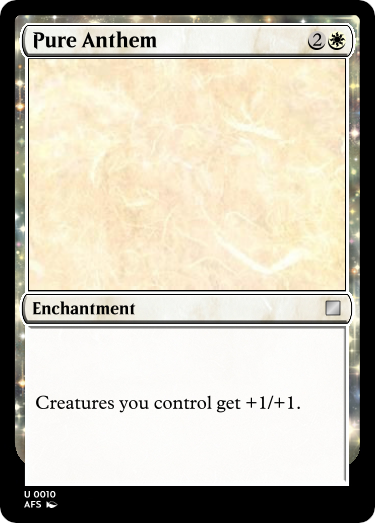 Pure Anthem 2
Enchantment
Creatures you control get +1/+1.
U 0010
AFS